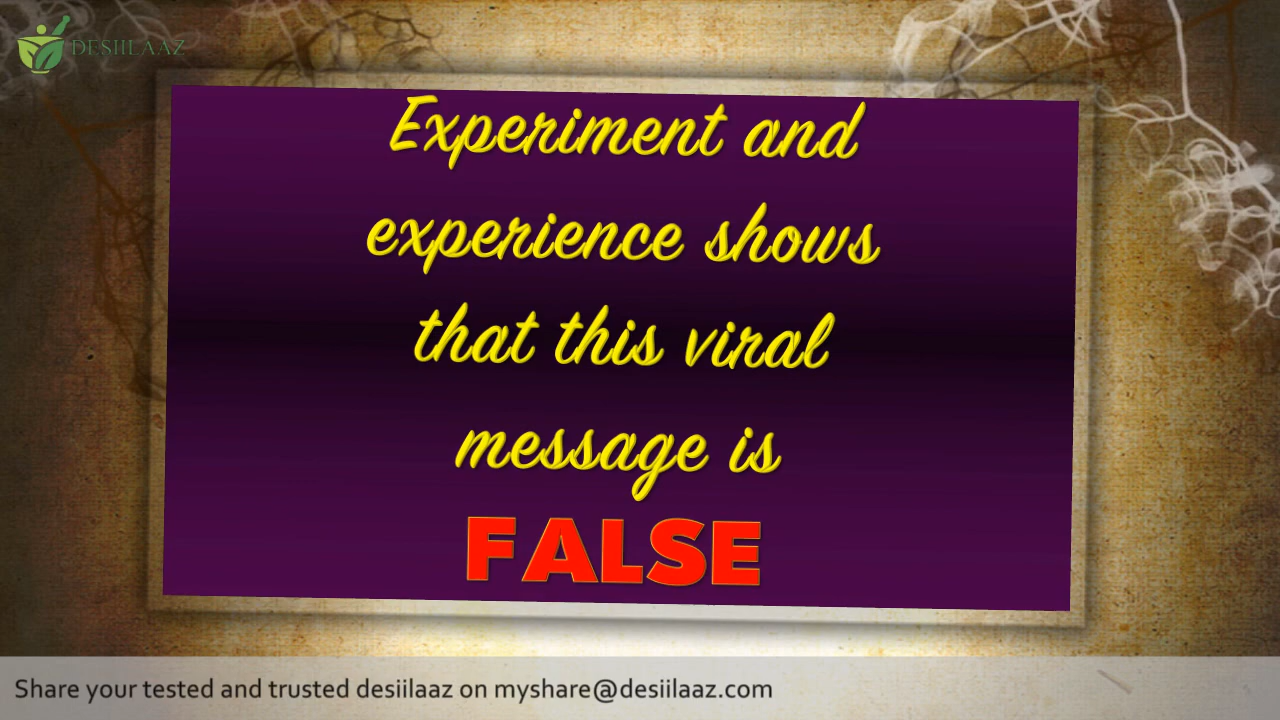 DESIILAAZ
Experiment and
experience shows
that this viral
message is
FALSE
Share your tested and trusted desiilaaz on myshare@desiilaaz.com